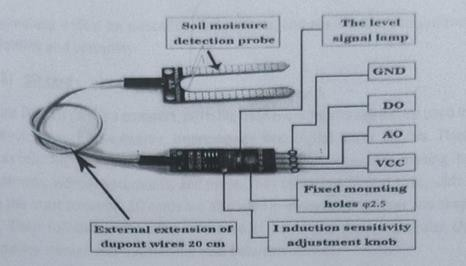 Soil moisture
detection probe
The level
signal lamp
GND
DO
AO
VCC
Fixed mounting
holes φ2.5
External extension of
dupont wires 20 cm
I nduction sensitivity
adjustment knob